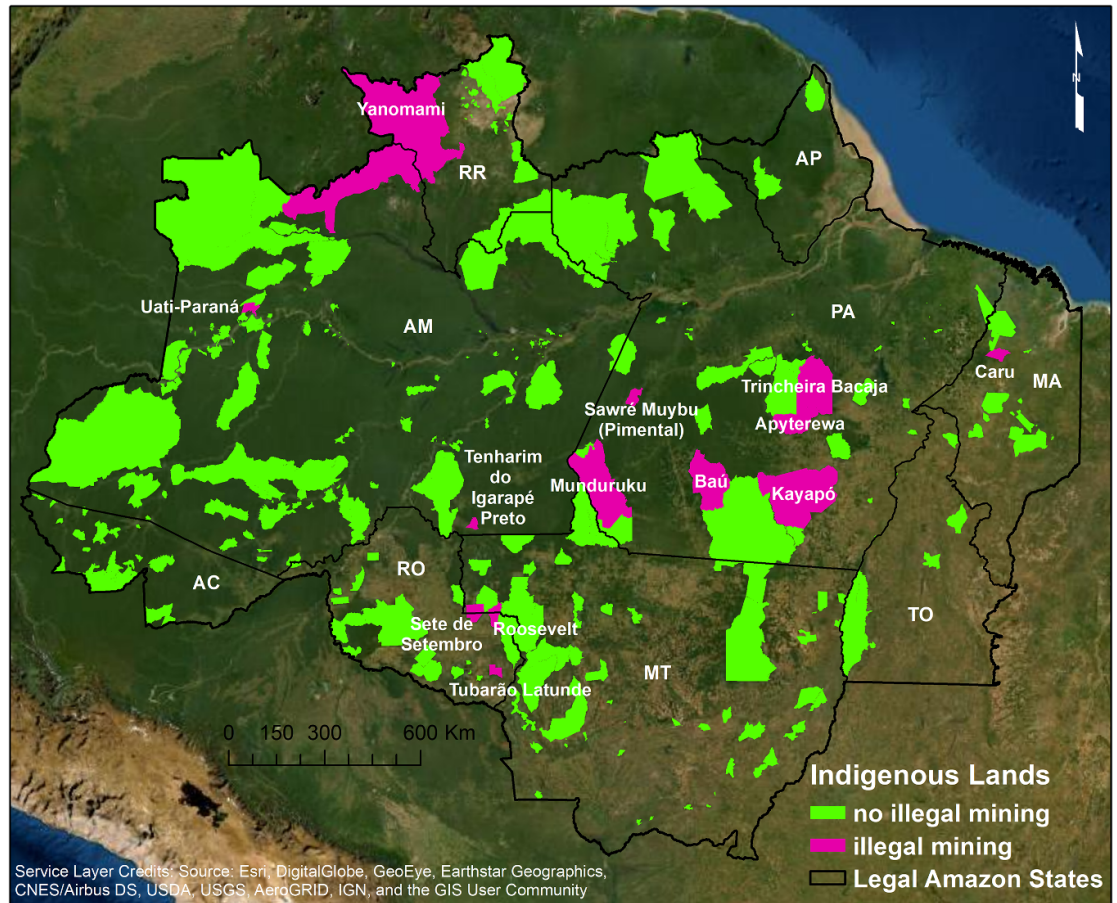 N
Yanomami
RR
AP
Uati-Paraná
AM
PA
Trincheira Bacaja
Caru
MA
Sawré Muybu
(Pimental)
Apyterewa
Tenharim
do
Igarapé
Preto
Munduruku
Baú
Kayapó
AC
RO
Sete de
Setembro
Roosevelt
TO
MT
Tubarão Latunde
0 150 300 600 Km
Indigenous Lands
no illegal mining
illegal mining
Legal Amazon States
Service Layer Credits: Source: Esri, DigitalGlobe, GeoEye, Earthstar Geographics,
CNES/Airbus DS, USDA, USGS, AeroGRID, IGN, and the GIS User Community